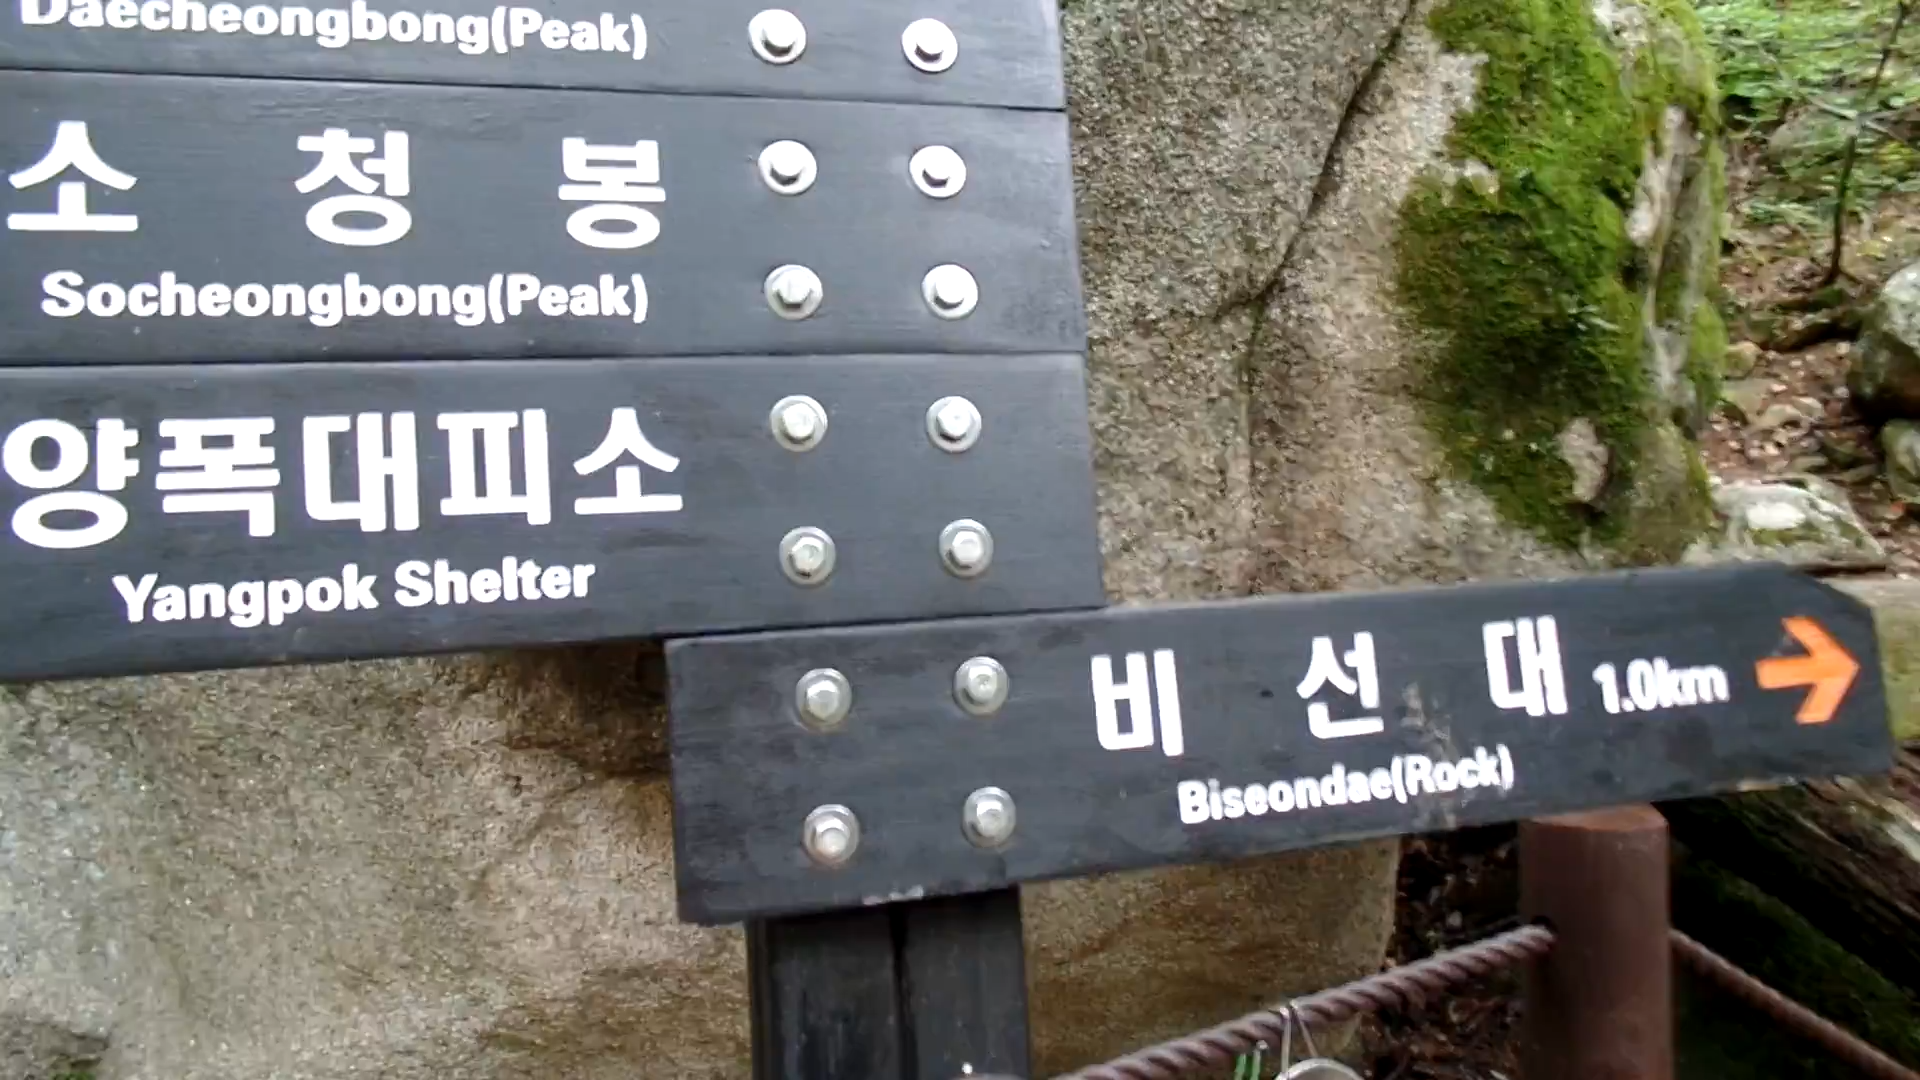 Daecheongbong(Peak)
소 청 봉
Socheongbong(Peak)
양폭대피소
Yangpok Shelter
비 선 대 1.0km →
Biseondae(Rock)